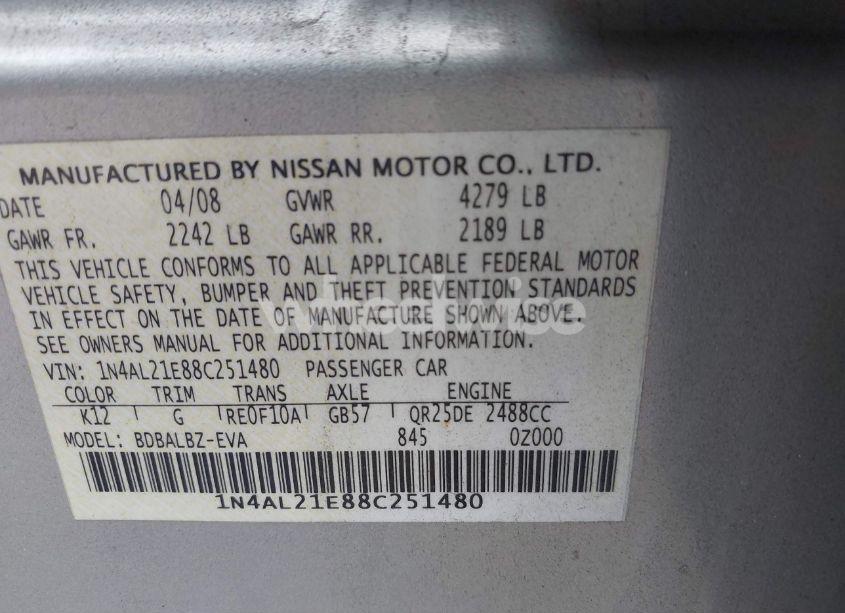 MANUFACTURED BY NISSAN MOTOR CO., LTD.
DATE 04/08 GVWR 4279 LB
GAWR FR. 2242 LB GAWR RR. 2189 LB
THIS VEHICLE CONFORMS TO ALL APPLICABLE FEDERAL MOTOR
VEHICLE SAFETY, BUMPER AND THEFT PREVENTION STANDARDS
IN EFFECT ON THE DATE OF MANUFACTURE SHOWN ABOVE.
SEE OWNERS MANUAL FOR ADDITIONAL INFORMATION.
VIN: 1N4AL21E88C251480 PASSENGER CAR
COLOR TRIM TRANS AXLE ENGINE
K12 G RE0F10A GB57 QR25DE 2488CC
MODEL: BDBALBZ-EVA 845 0Z000
1N4AL21E88C251480